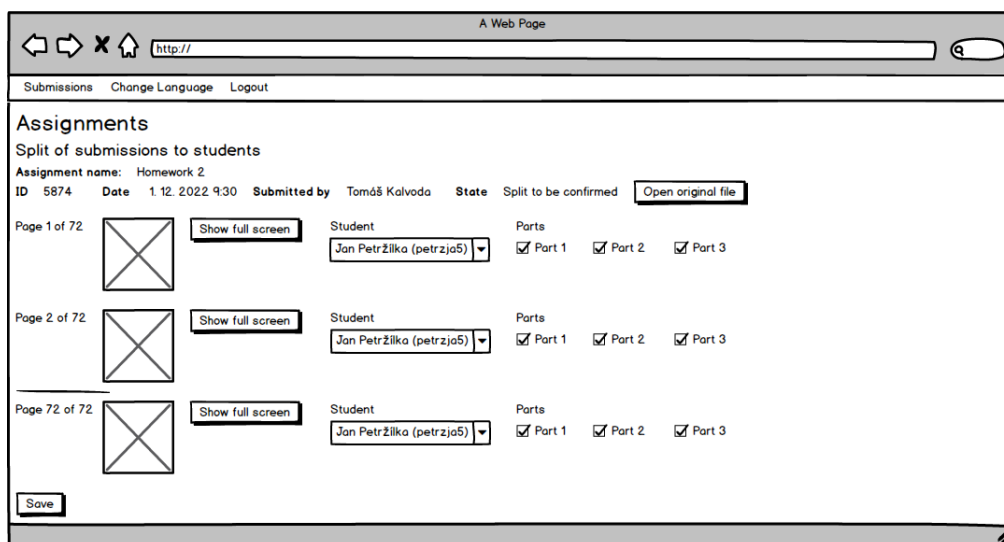 A Web Page
http://
Submissions Change Language Logout
Assignments
Split of submissions to students
Assignment name: Homework 2
ID 5874 Date 1. 12. 2022 9:30 Submitted by Tomáš Kalvoda State Split to be confirmed Open original file
Page 1 of 72 Show full screen Student Parts
Jan Petržilka (petrzja5) Part 1 Part 2 Part 3
Page 2 of 72 Show full screen Student Parts
Jan Petržilka (petrzja5) Part 1 Part 2 Part 3
Page 72 of 72 Show full screen Student Parts
Jan Petržilka (petrzja5) Part 1 Part 2 Part 3
Save